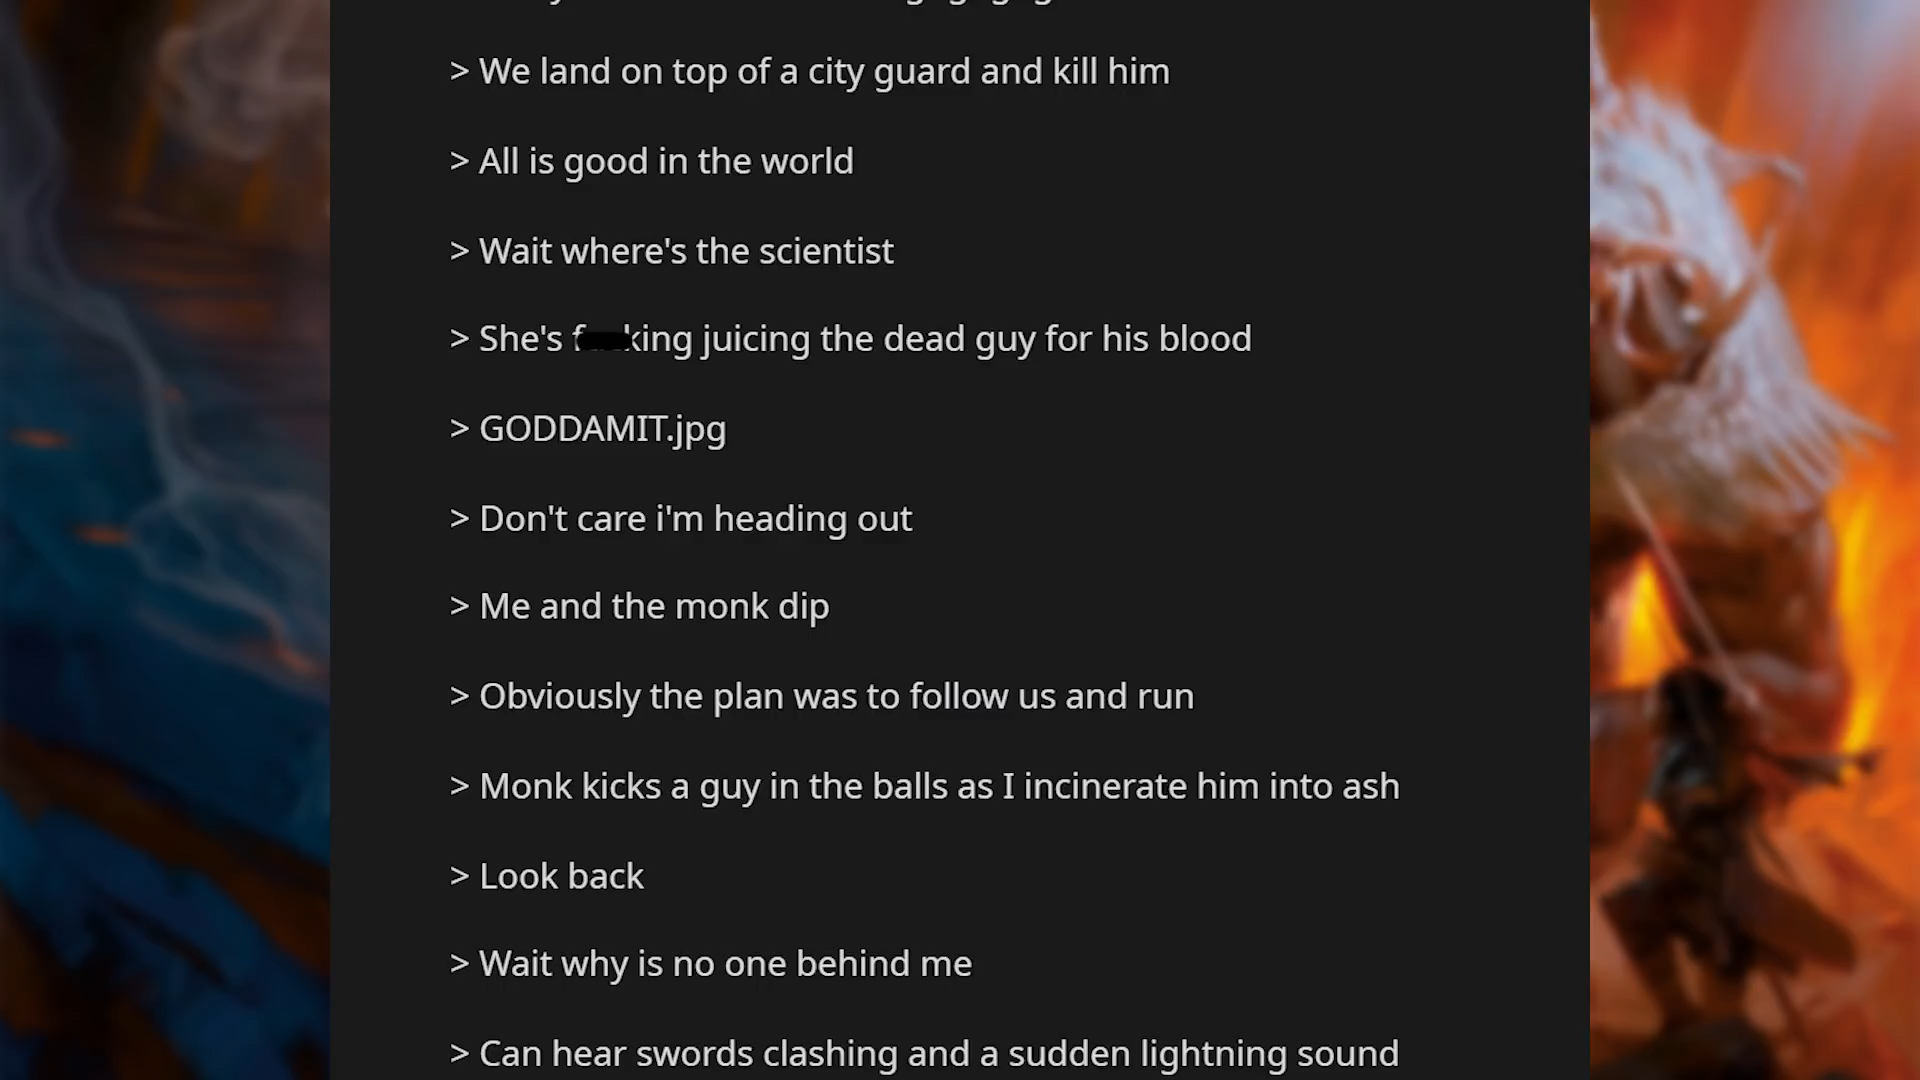 > We land on top of a city guard and kill him
> All is good in the world
> Wait where's the scientist
> She's f king juicing the dead guy for his blood
> GODDAMIT.jpg
> Don't care i'm heading out
> Me and the monk dip
> Obviously the plan was to follow us and run
> Monk kicks a guy in the balls as I incinerate him into ash
> Look back
> Wait why is no one behind me
> Can hear swords clashing and a sudden lightning sound